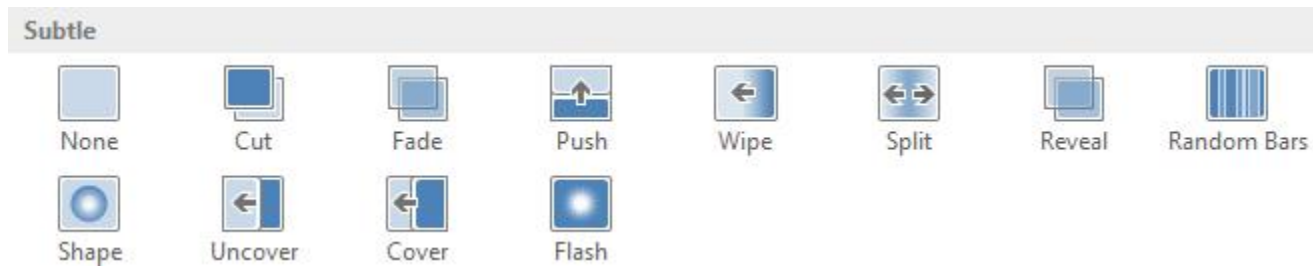 Subtle
None Cut Fade Push Wipe Split Reveal Random Bars
Shape Uncover Cover Flash